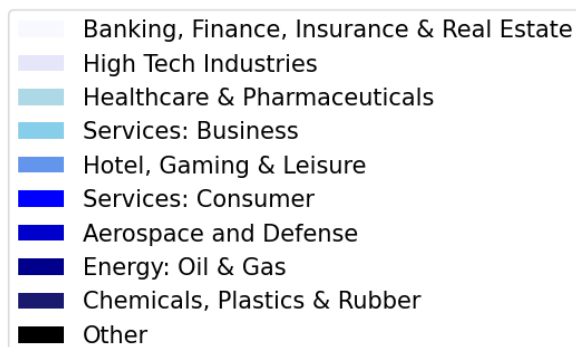 Banking, Finance, Insurance & Real Estate
High Tech Industries
Healthcare & Pharmaceuticals
Services: Business
Hotel, Gaming & Leisure
Services: Consumer
Aerospace and Defense
Energy: Oil & Gas
Chemicals, Plastics & Rubber
Other